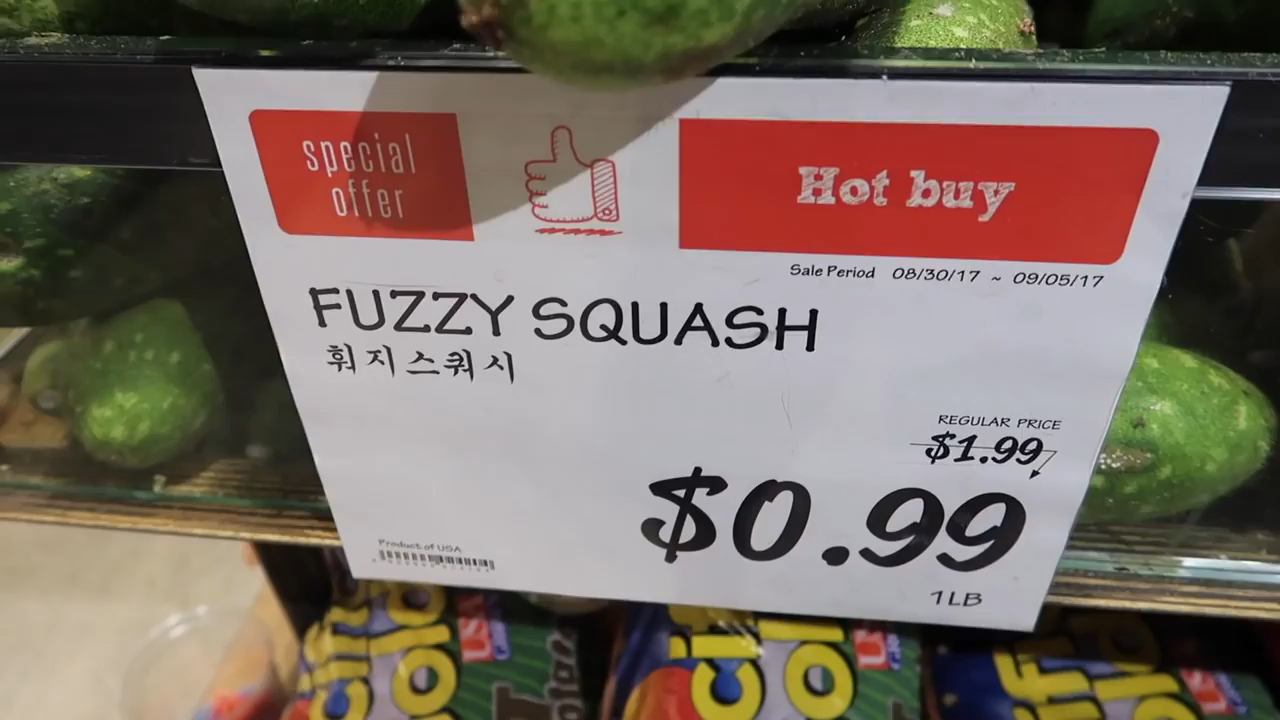 special
offer
Hot buy
Sale Period 08/30/17 ~ 09/05/17
FUZZY SQUASH
훠지스쿼시
REGULAR PRICE
$1.99
$0.99
1LB
Product of USA